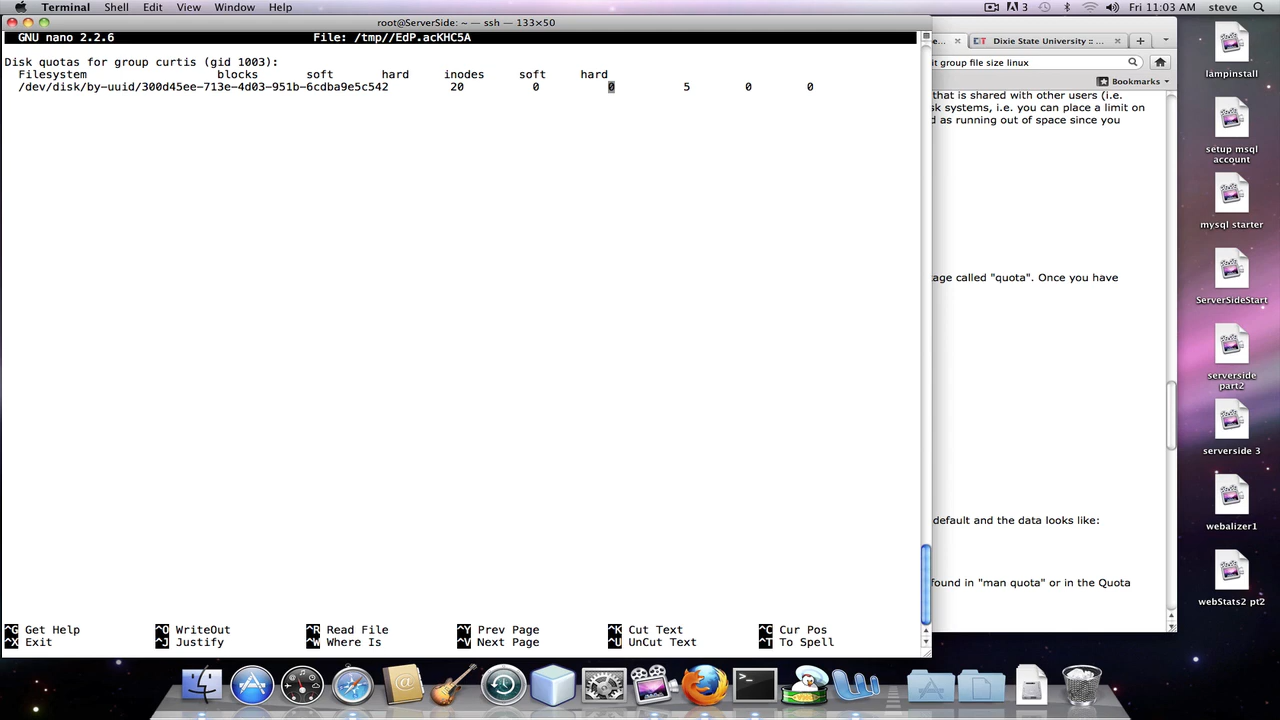 Terminal Shell Edit View Window Help
3 Fri 11:03 AM steve
root@ServerSide: ~ — ssh — 133×50
GNU nano 2.2.6 File: /tmp//EdP.acKHC5A
Disk quotas for group curtis (gid 1003):
Filesystem blocks soft hard inodes soft hard
/dev/disk/by-uuid/300d45ee-713e-4d03-951b-6cdba9e5c542 20 0 0 5 0 0
^G Get Help ^O WriteOut ^R Read File ^Y Prev Page ^K Cut Text ^C Cur Pos
^X Exit ^J Justify ^W Where Is ^V Next Page ^U UnCut Text ^T To Spell
e... Dixie State University :: ...
it group file size linux
Bookmarks
that is shared with other users (i.e.
sk systems, i.e. you can place a limit on
d as running out of space since you
age called "quota". Once you have
default and the data looks like:
ound in "man quota" or in the Quota
lampinstall
setup msql
account
mysql starter
ServerSideStart
serverside
part2
serverside 3
webalizer1
webStats2 pt2